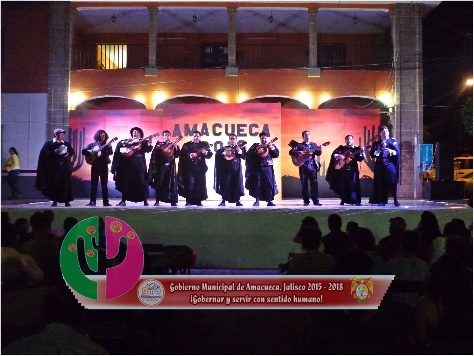 AMACUECA
Gobierno Municipal de Amacueca, Jalisco 2015 - 2018
¡Gobernar y servir con sentido humano!